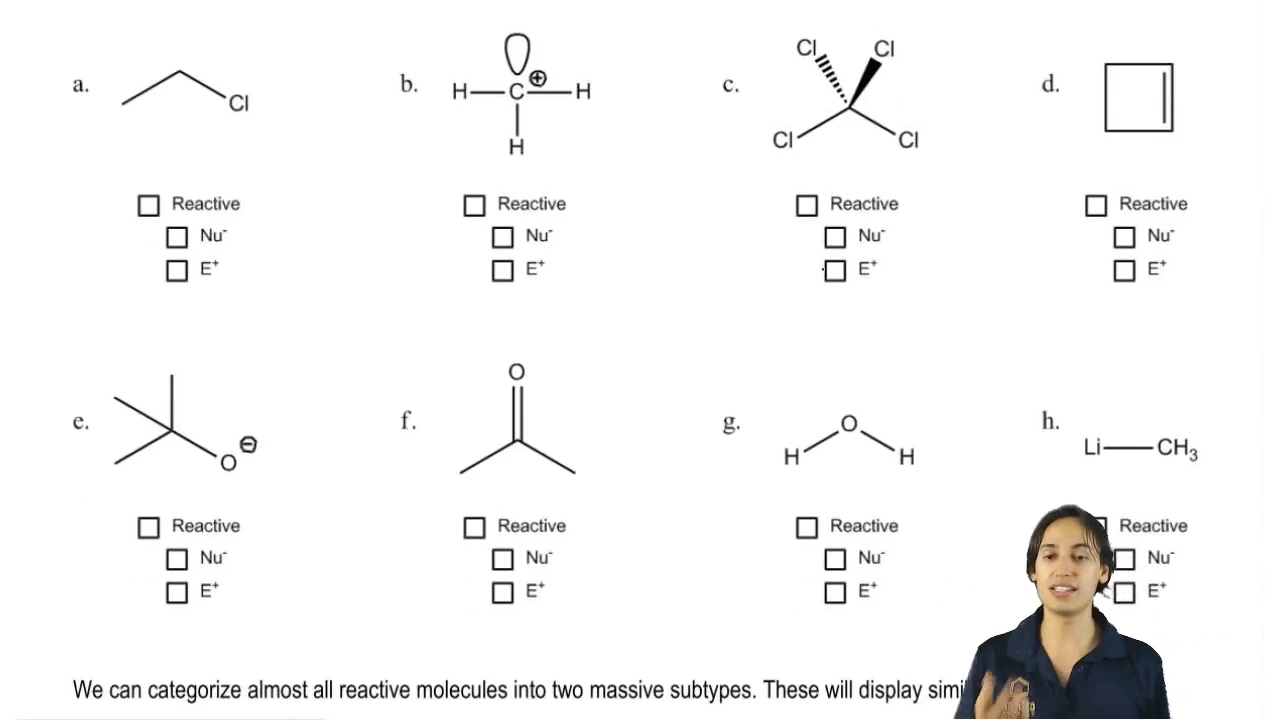 a.
Cl
b.
H C ⊕ H
H
c.
Cl Cl
Cl Cl
d.
Reactive
Nu⁻
E⁺
Reactive
Nu⁻
E⁺
Reactive
Nu⁻
E⁺
Reactive
Nu⁻
E⁺
e.
O ⊖
f.
O
g.
O
H H
h.
Li CH₃
Reactive
Nu⁻
E⁺
Reactive
Nu⁻
E⁺
Reactive
Nu⁻
E⁺
Reactive
Nu⁻
E⁺
We can categorize almost all reactive molecules into two massive subtypes. These will display